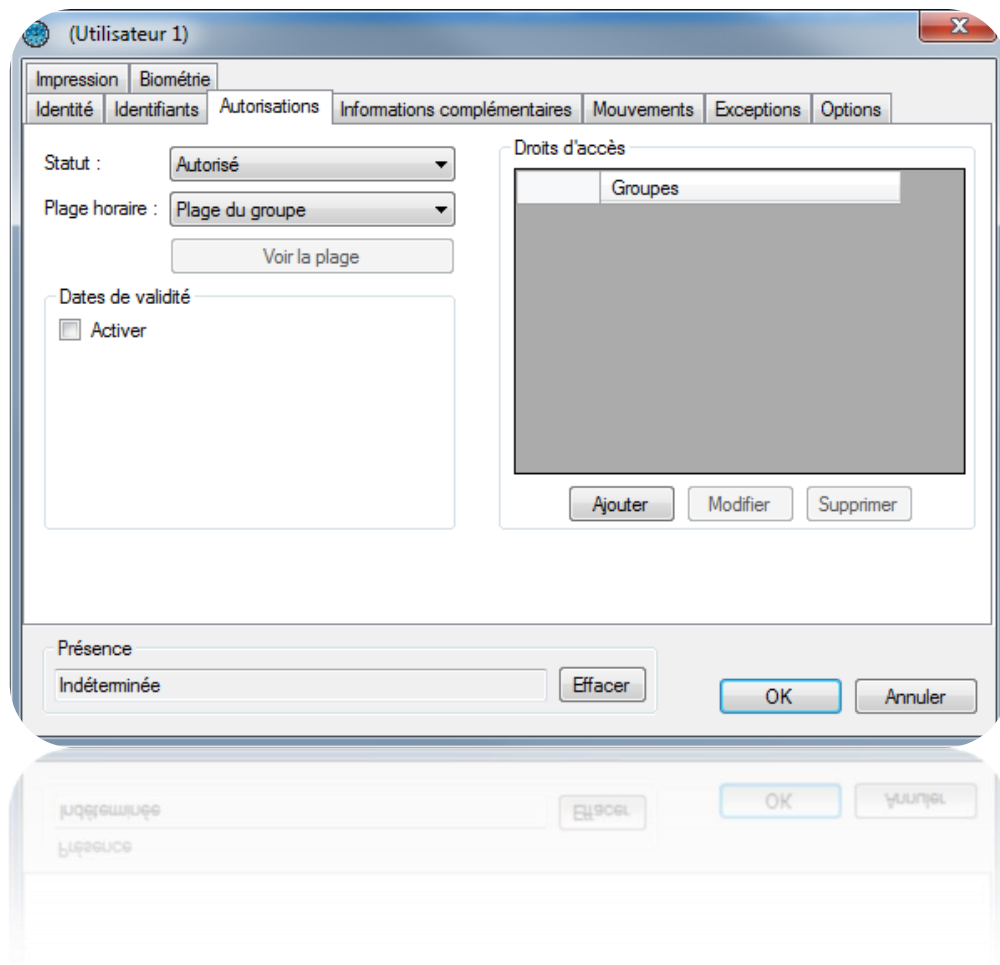 (Utilisateur 1)
Impression Biométrie
Identité Identifiants Autorisations Informations complémentaires Mouvements Exceptions Options
Statut : Autorisé
Plage horaire : Plage du groupe
Voir la plage
Dates de validité
Activer
Droits d'accès
Groupes
Ajouter Modifier Supprimer
Présence
Indéterminée Effacer
OK Annuler